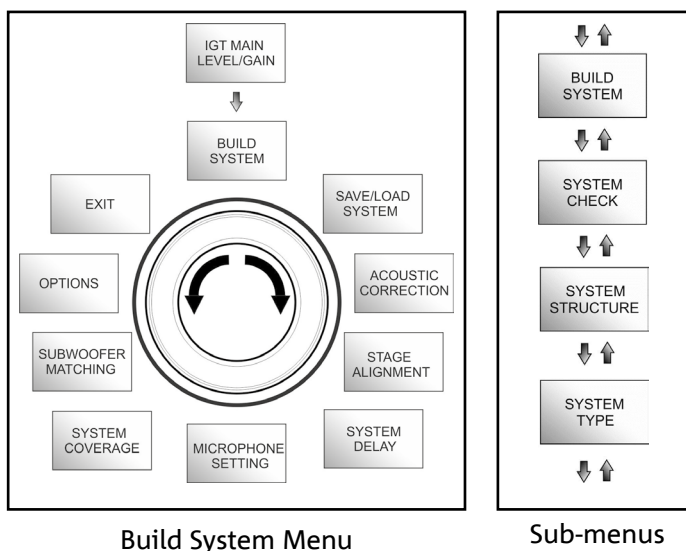 IGT MAIN
LEVEL/GAIN
BUILD
SYSTEM
SAVE/LOAD
SYSTEM
ACOUSTIC
CORRECTION
STAGE
ALIGNMENT
SYSTEM
DELAY
MICROPHONE
SETTING
SYSTEM
COVERAGE
SUBWOOFER
MATCHING
OPTIONS
EXIT
Build System Menu
BUILD
SYSTEM
SYSTEM
CHECK
SYSTEM
STRUCTURE
SYSTEM
TYPE
Sub-menus